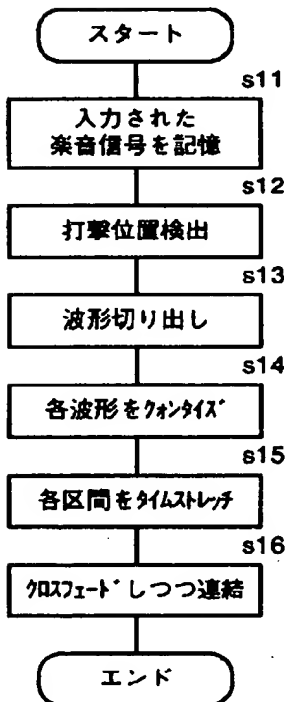 スタート
s11
入力された
楽音信号を記憶
s12
打撃位置検出
s13
波形切り出し
s14
各波形をクォンタイズ
s15
各区間をタイムストレッチ
s16
クロスフェードしつつ連結
エンド